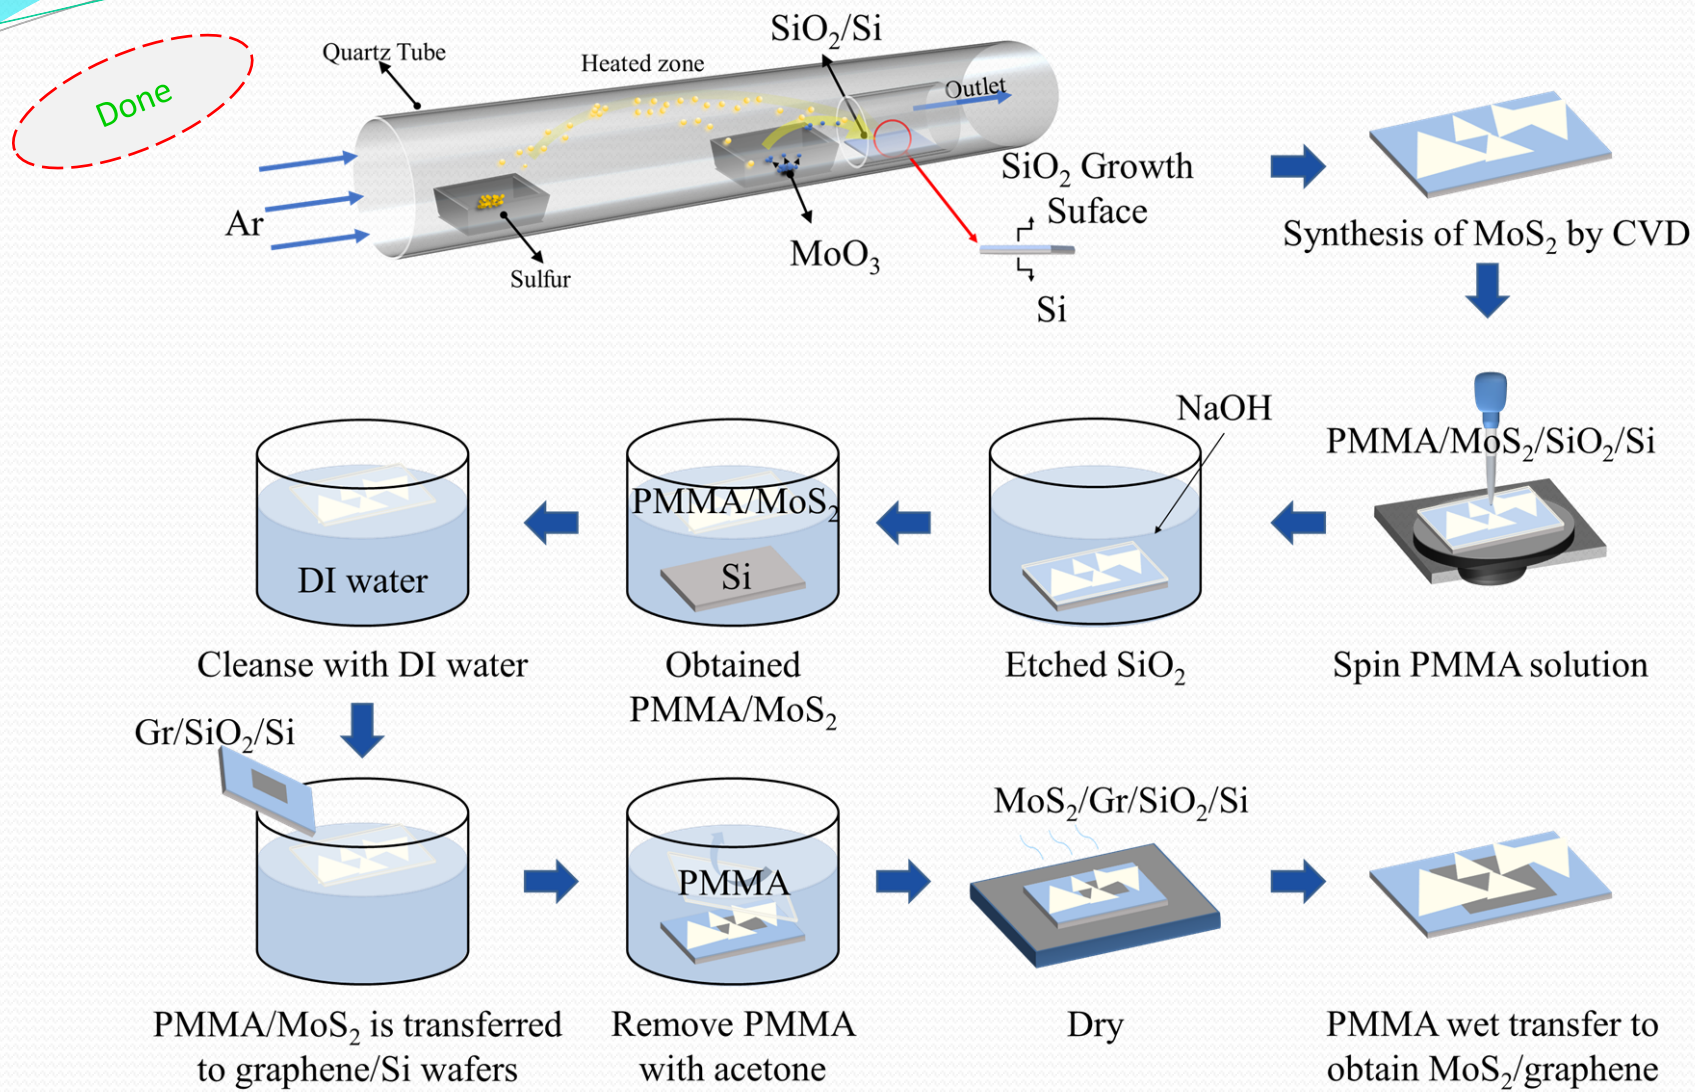 Done
Quartz Tube
Heated zone
SiO₂/Si
Outlet
Ar
Sulfur
MoO₃
SiO₂ Growth
Suface
Si
Synthesis of MoS₂ by CVD
PMMA/MoS₂/SiO₂/Si
Spin PMMA solution
NaOH
Etched SiO₂
PMMA/MoS₂
Si
Obtained
PMMA/MoS₂
DI water
Cleanse with DI water
Gr/SiO₂/Si
PMMA/MoS₂ is transferred
to graphene/Si wafers
PMMA
Remove PMMA
with acetone
MoS₂/Gr/SiO₂/Si
Dry
PMMA wet transfer to
obtain MoS₂/graphene